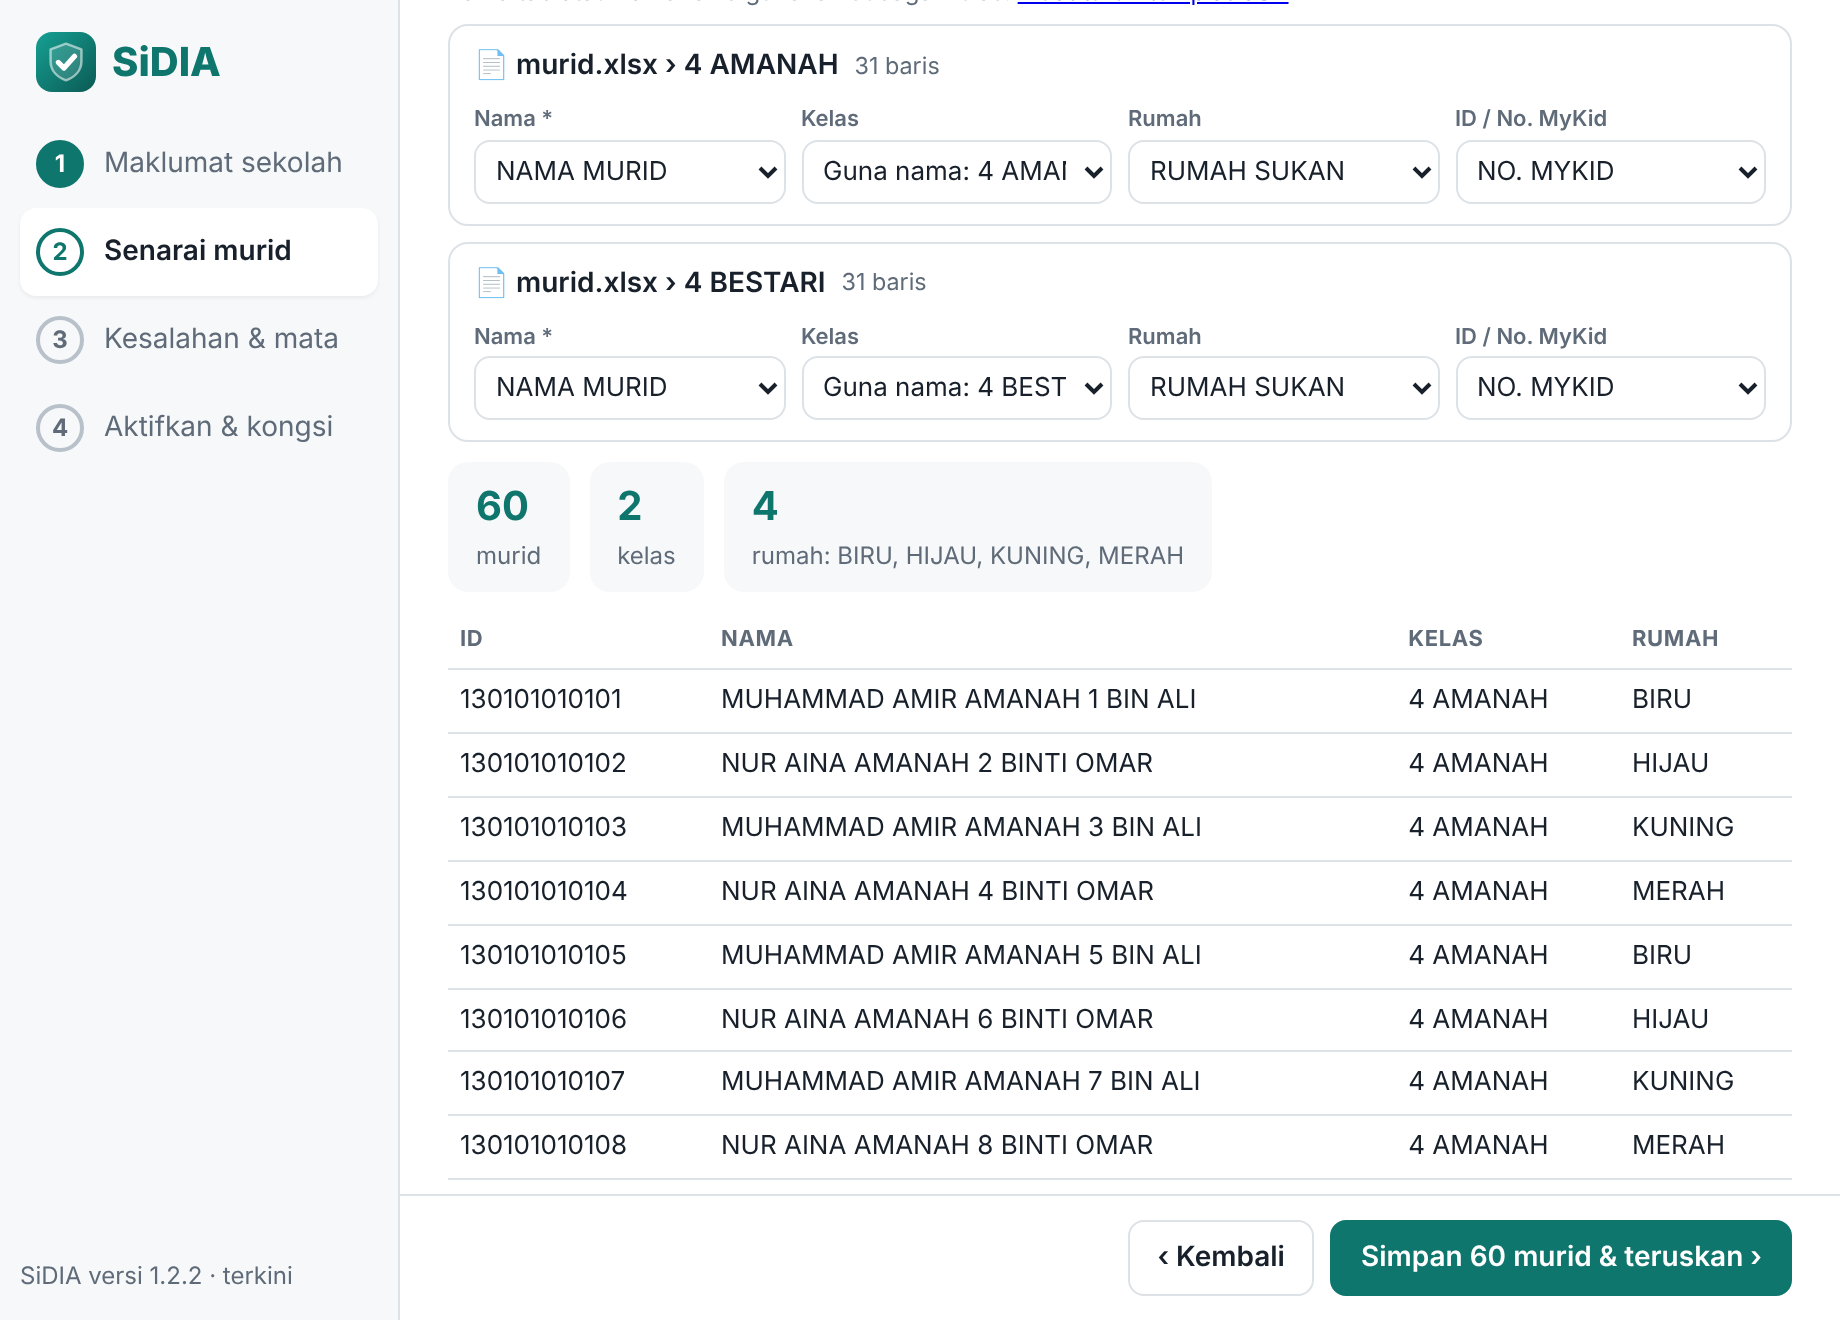 SiDIA
1 Maklumat sekolah
2 Senarai murid
3 Kesalahan & mata
4 Aktifkan & kongsi
SiDIA versi 1.2.2 · terkini
murid.xlsx › 4 AMANAH 31 baris
Nama * Kelas Rumah ID / No. MyKid
NAMA MURID Guna nama: 4 AMA RUMAH SUKAN NO. MYKID
murid.xlsx › 4 BESTARI 31 baris
Nama * Kelas Rumah ID / No. MyKid
NAMA MURID Guna nama: 4 BEST RUMAH SUKAN NO. MYKID
60 2 4
murid kelas rumah: BIRU, HIJAU, KUNING, MERAH
ID NAMA KELAS RUMAH
130101010101 MUHAMMAD AMIR AMANAH 1 BIN ALI 4 AMANAH BIRU
130101010102 NUR AINA AMANAH 2 BINTI OMAR 4 AMANAH HIJAU
130101010103 MUHAMMAD AMIR AMANAH 3 BIN ALI 4 AMANAH KUNING
130101010104 NUR AINA AMANAH 4 BINTI OMAR 4 AMANAH MERAH
130101010105 MUHAMMAD AMIR AMANAH 5 BIN ALI 4 AMANAH BIRU
130101010106 NUR AINA AMANAH 6 BINTI OMAR 4 AMANAH HIJAU
130101010107 MUHAMMAD AMIR AMANAH 7 BIN ALI 4 AMANAH KUNING
130101010108 NUR AINA AMANAH 8 BINTI OMAR 4 AMANAH MERAH
‹ Kembali Simpan 60 murid & teruskan ›